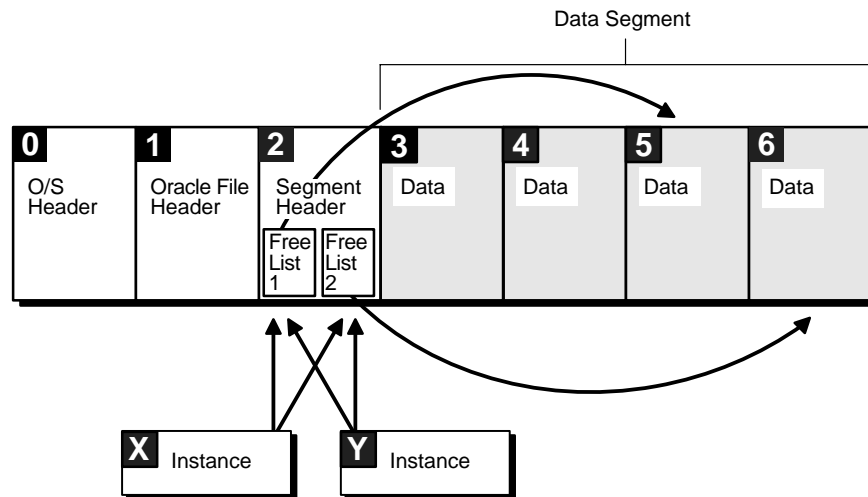 Data Segment
0
1
2
3
4
5
6
O/S
Header
Oracle File
Header
Segment
Header
Data
Data
Data
Data
Free
List
1
Free
List
2
X
Instance
Y
Instance